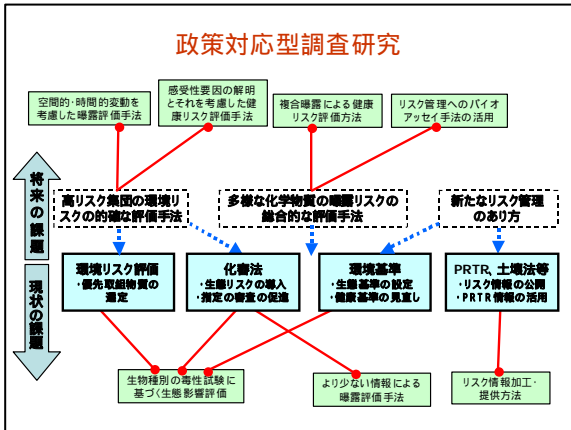 政策対応型調査研究
空間的・時間的変動を
考慮した曝露評価手法
感受性要因の解明
とそれを考慮した健
康リスク評価手法
複合曝露による健康
リスク評価方法
リスク管理へのバイオ
アッセイ手法の活用
将来の課題
高リスク集団の環境リ
スクの的確な評価手法
多様な化学物質の曝露リスクの
総合的な評価手法
新たなリスク管理
のあり方
現状の課題
環境リスク評価
・優先取組物質の
選定
化審法
・生態リスクの導入
・指定の審査の促進
環境基準
・生態基準の設定
・健康基準の見直し
PRTR、土壌法等
・リスク情報の公開
・PRTR情報の活用
生物種別の毒性試験に
基づく生態影響評価
より少ない情報による
曝露評価手法
リスク情報加工・
提供方法